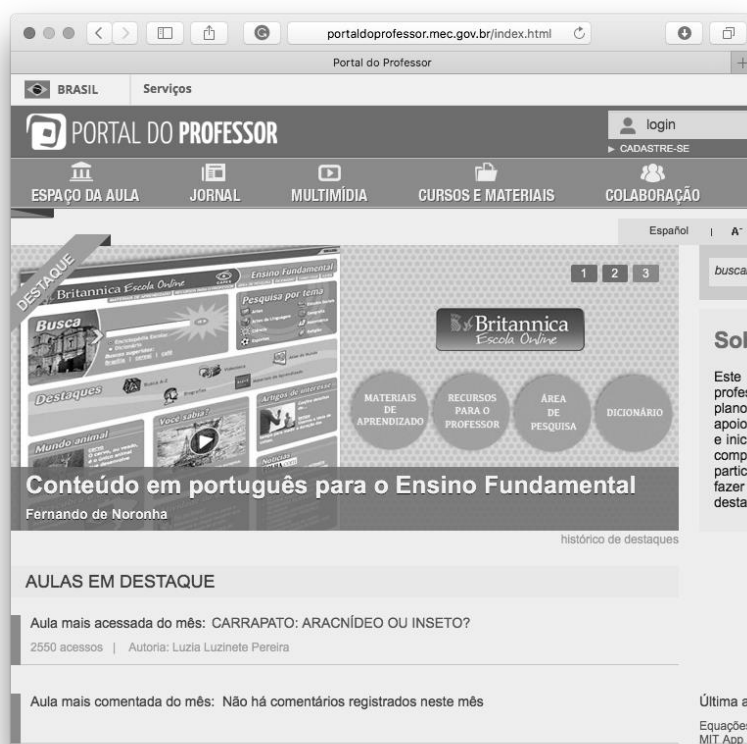 portaldoprofessor.mec.gov.br/index.html
Portal do Professor
BRASIL Serviços
PORTAL DO PROFESSOR
login
CADASTRE-SE
ESPAÇO DA AULA JORNAL MULTIMÍDIA CURSOS E MATERIAIS COLABORAÇÃO
Español | A-
DESTAQUE
1 2 3
busca
Britannica Escola Online
Ensino Fundamental
Busca
Pesquisa por tema
Destaques
Artigos de interesse
Você sabia?
Mundo animal
Notícias
Britannica
Escola Online
MATERIAIS
DE
APRENDIZADO
RECURSOS
PARA O
PROFESSOR
ÁREA
DE
PESQUISA
DICIONÁRIO
Conteúdo em português para o Ensino Fundamental
Fernando de Noronha
histórico de destaques
Sol
Este
profes
plano
apoio
e inic
comp
partic
fazer
desta
AULAS EM DESTAQUE
Aula mais acessada do mês: CARRAPATO: ARACNÍDEO OU INSETO?
2550 acessos | Autoria: Luzia Luzinete Pereira
Aula mais comentada do mês: Não há comentários registrados neste mês
Última a
Equações
MIT App